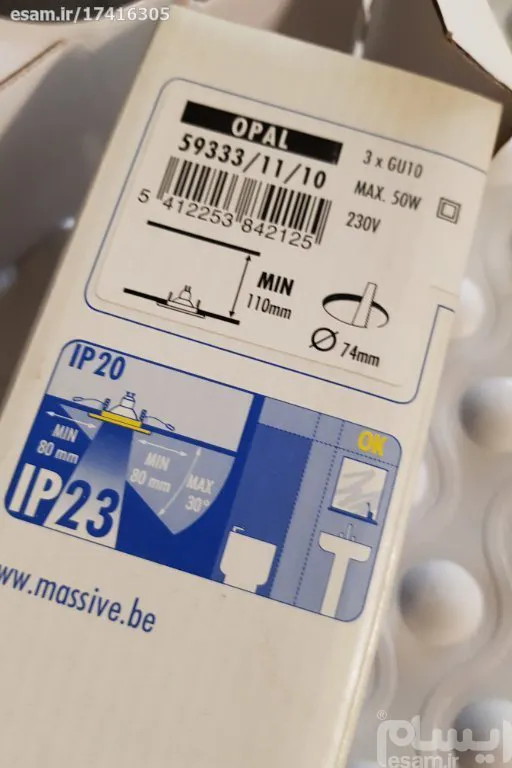 esam.ir/17416305
OPAL
59333/11/10
5 412253 842125
3 x GU10
MAX. 50W
230V
MIN
110mm
Ø 74mm
IP20
MIN
80 mm
MIN
80 mm
MAX
30°
OK
IP23
www.massive.be
ایسام
esam.ir